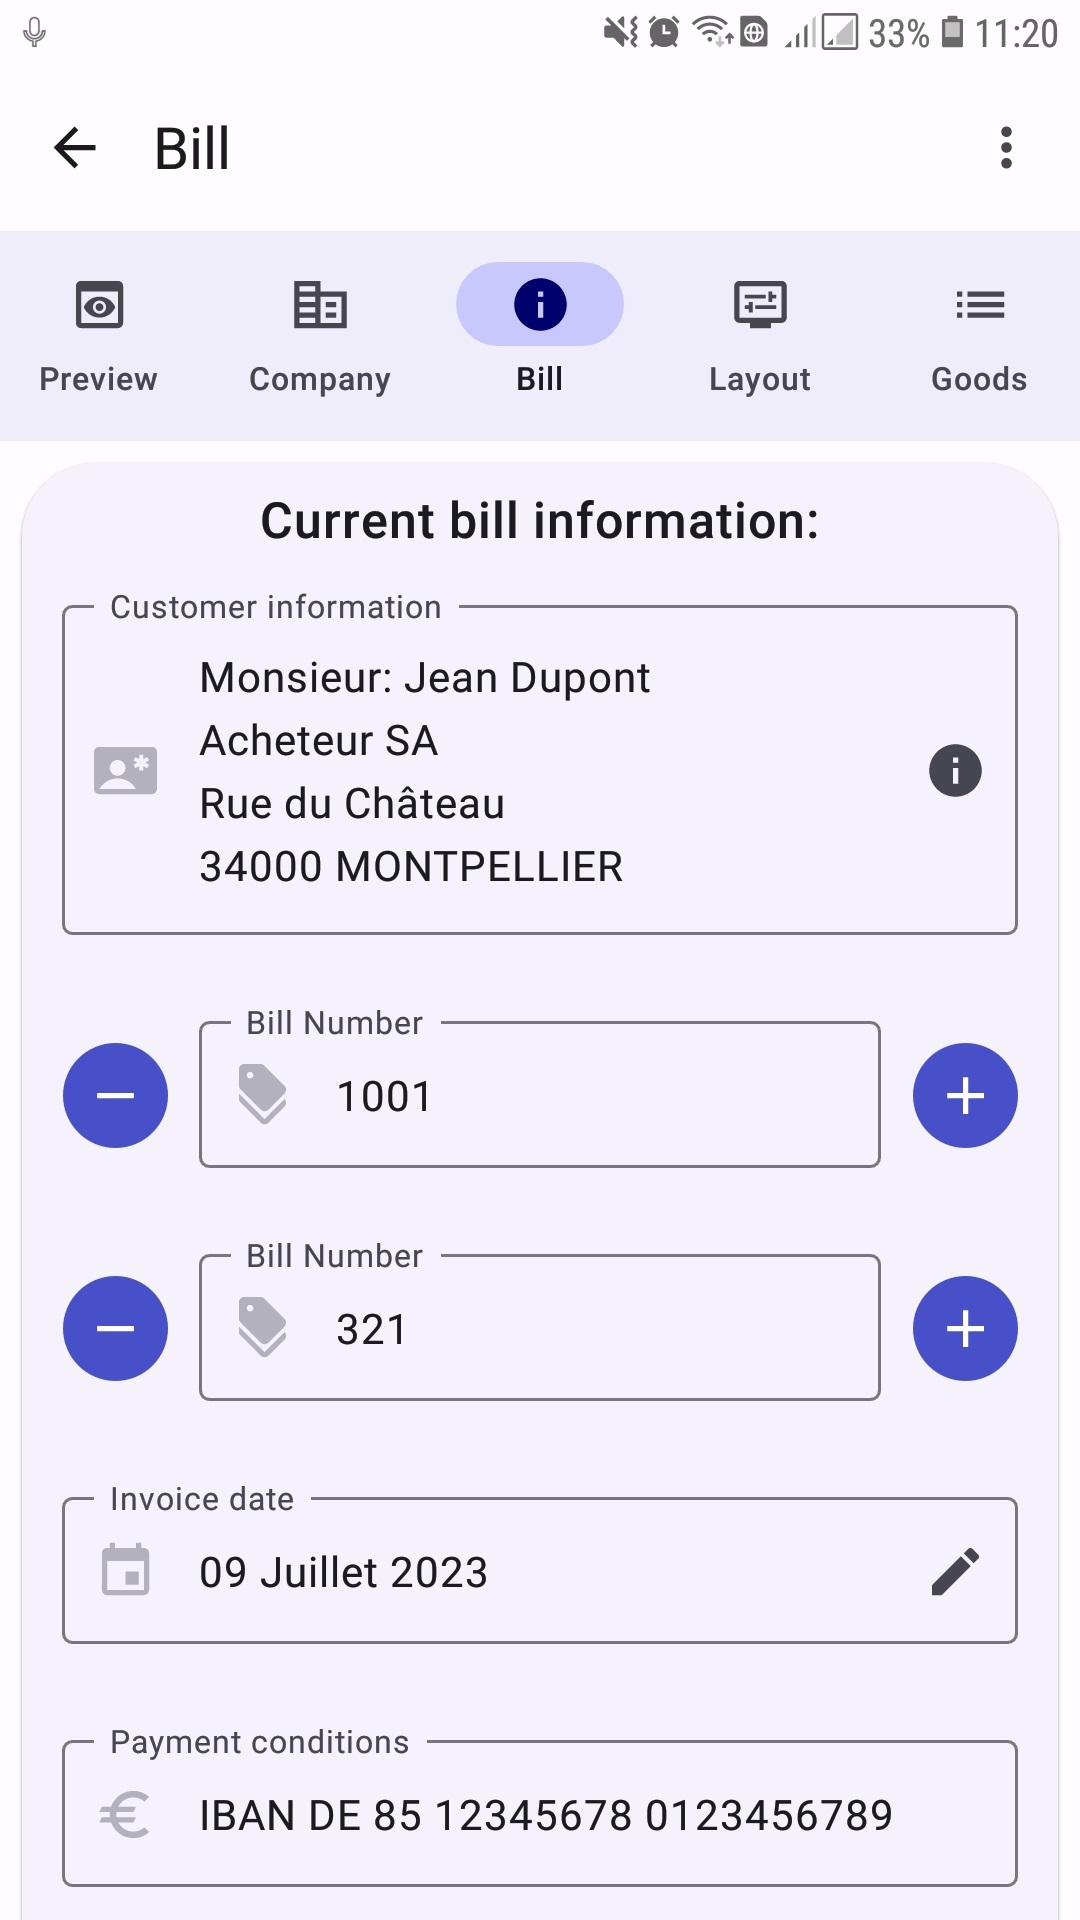 33% 11:20
Bill
Preview Company Bill Layout Goods
Current bill information:
Customer information
Monsieur: Jean Dupont
Acheteur SA
Rue du Château
34000 MONTPELLIER
Bill Number
1001
Bill Number
321
Invoice date
09 Juillet 2023
Payment conditions
IBAN DE 85 12345678 0123456789